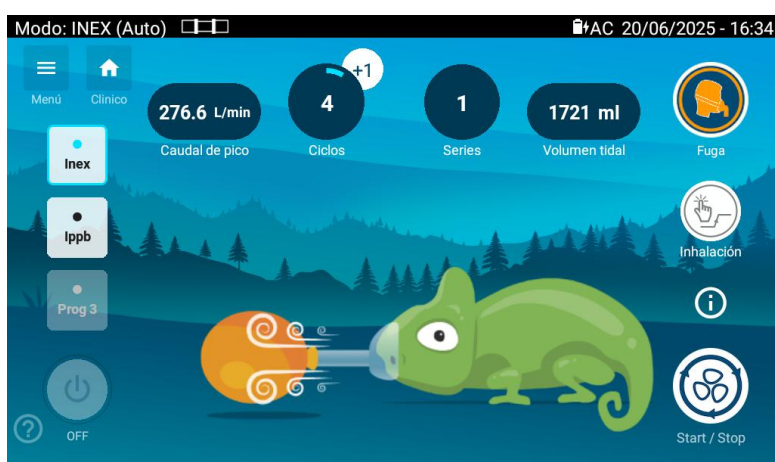 Modo: INEX (Auto) AC 20/06/2025 - 16:34
Menú
Clinico
276.6 L/min
Caudal de pico
+1
4
Ciclos
1
Series
1721 ml
Volumen tidal
Fuga
Inex
Ippb
Prog 3
OFF
?
Inhalación
i
Start / Stop